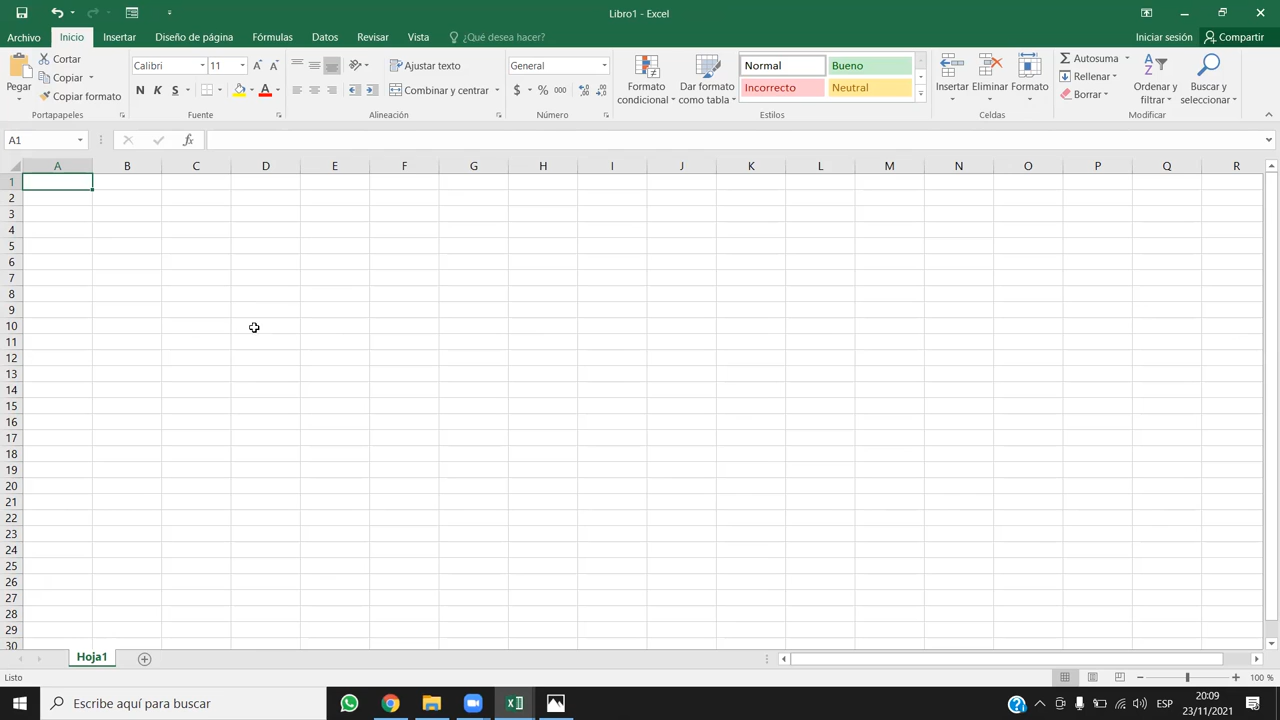 Libro1 - Excel
Archivo Inicio Insertar Diseño de página Fórmulas Datos Revisar Vista ¿Qué desea hacer? Iniciar sesión Compartir
Pegar
Cortar
Copiar
Copiar formato
Portapapeles
Calibri 11
N K S
Fuente
Ajustar texto
Combinar y centrar
Alineación
General
$ % 000
Número
Formato condicional
Dar formato como tabla
Normal Bueno
Incorrecto Neutral
Estilos
Insertar Eliminar Formato
Celdas
Autosuma
Rellenar
Borrar
Ordenar y filtrar
Buscar y seleccionar
Modificar
A1 fx
A B C D E F G H I J K L M N O P Q R
1
2
3
4
5
6
7
8
9
10
11
12
13
14
15
16
17
18
19
20
21
22
23
24
25
26
27
28
29
30
Hoja1
Listo 100 %
Escribe aquí para buscar ESP 20:09
23/11/2021